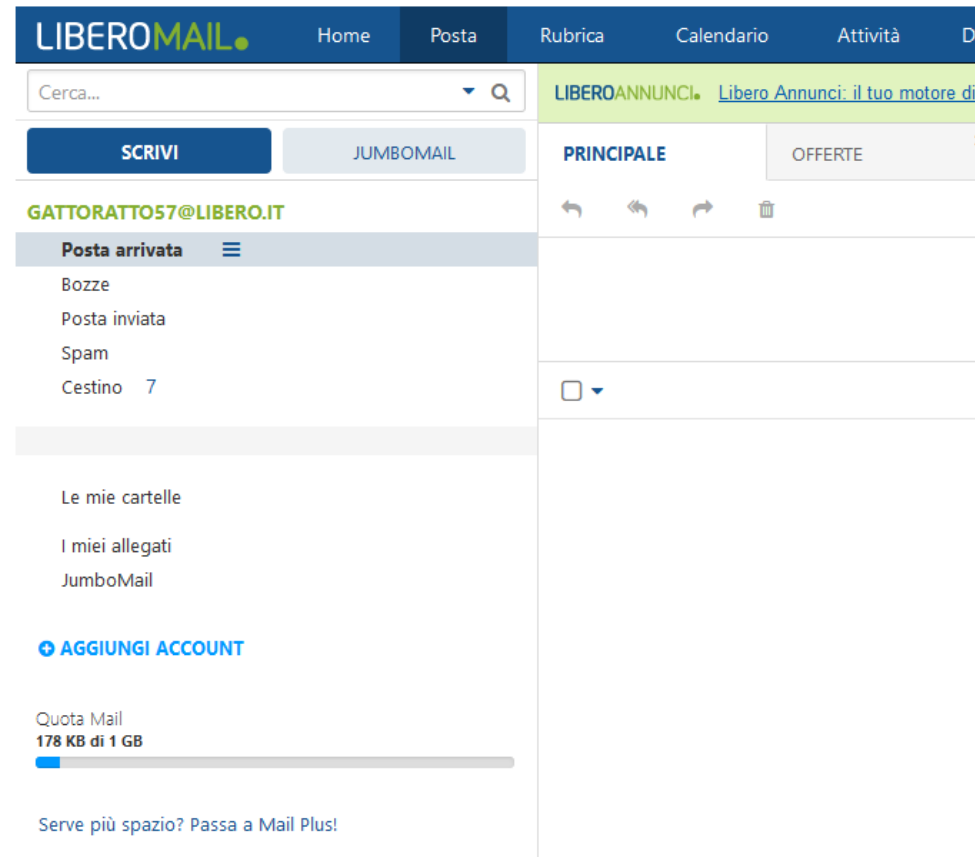 LIBEROMAIL Home Posta Rubrica Calendario Attività D
Cerca...
LIBEROANNUNCI Libero Annunci: il tuo motore di
SCRIVI JUMBOMAIL
PRINCIPALE OFFERTE
GATTORATTO57@LIBERO.IT
Posta arrivata
Bozze
Posta inviata
Spam
Cestino 7
Le mie cartelle
I miei allegati
JumboMail
AGGIUNGI ACCOUNT
Quota Mail
178 KB di 1 GB
Serve più spazio? Passa a Mail Plus!